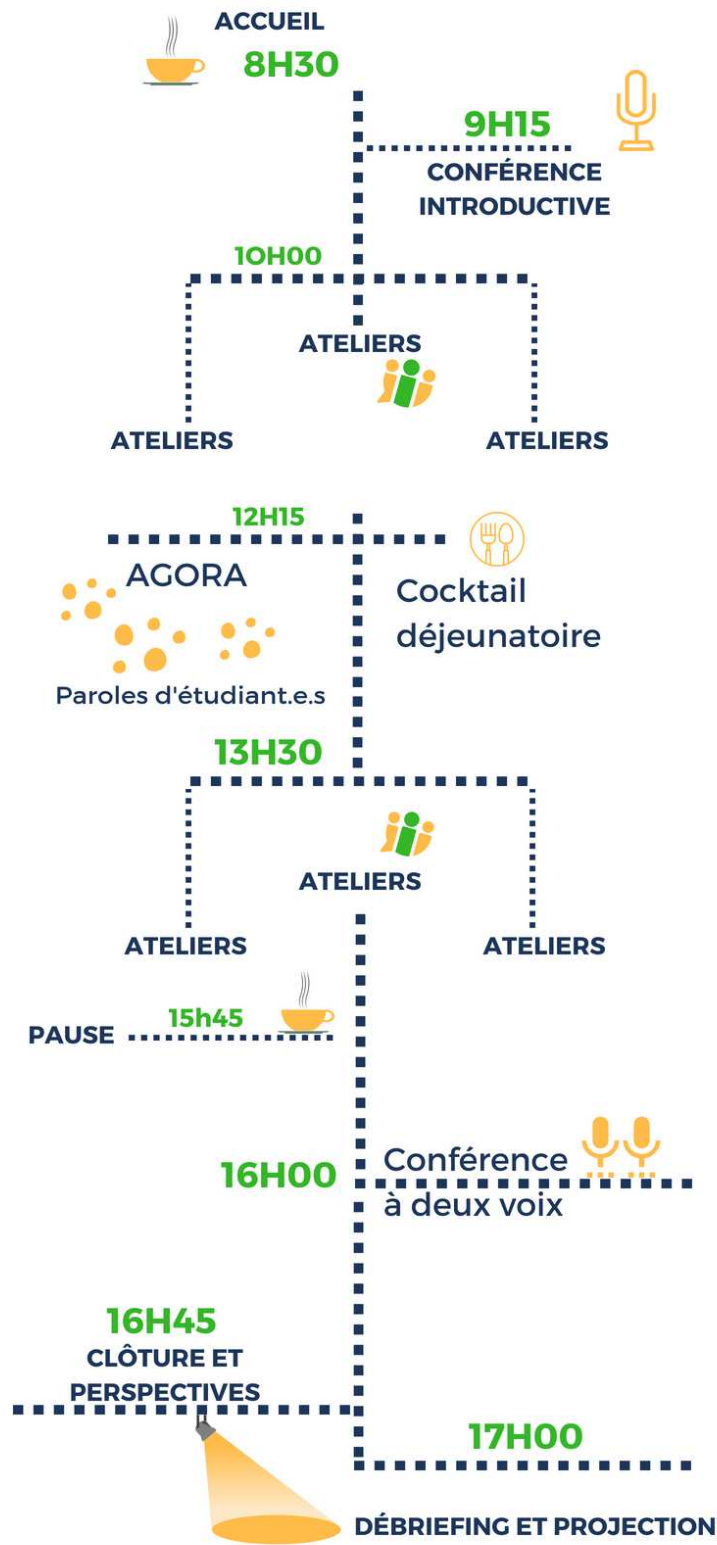 ACCUEIL
8H30
9H15
CONFÉRENCE
INTRODUCTIVE
10H00
ATELIERS
ATELIERS
ATELIERS
12H15
AGORA
Cocktail
déjeunatoire
Paroles d'étudiant.e.s
13H30
ATELIERS
ATELIERS
ATELIERS
15h45
PAUSE
16H00
Conférence
à deux voix
16H45
CLÔTURE ET
PERSPECTIVES
17H00
DÉBRIEFING ET PROJECTION